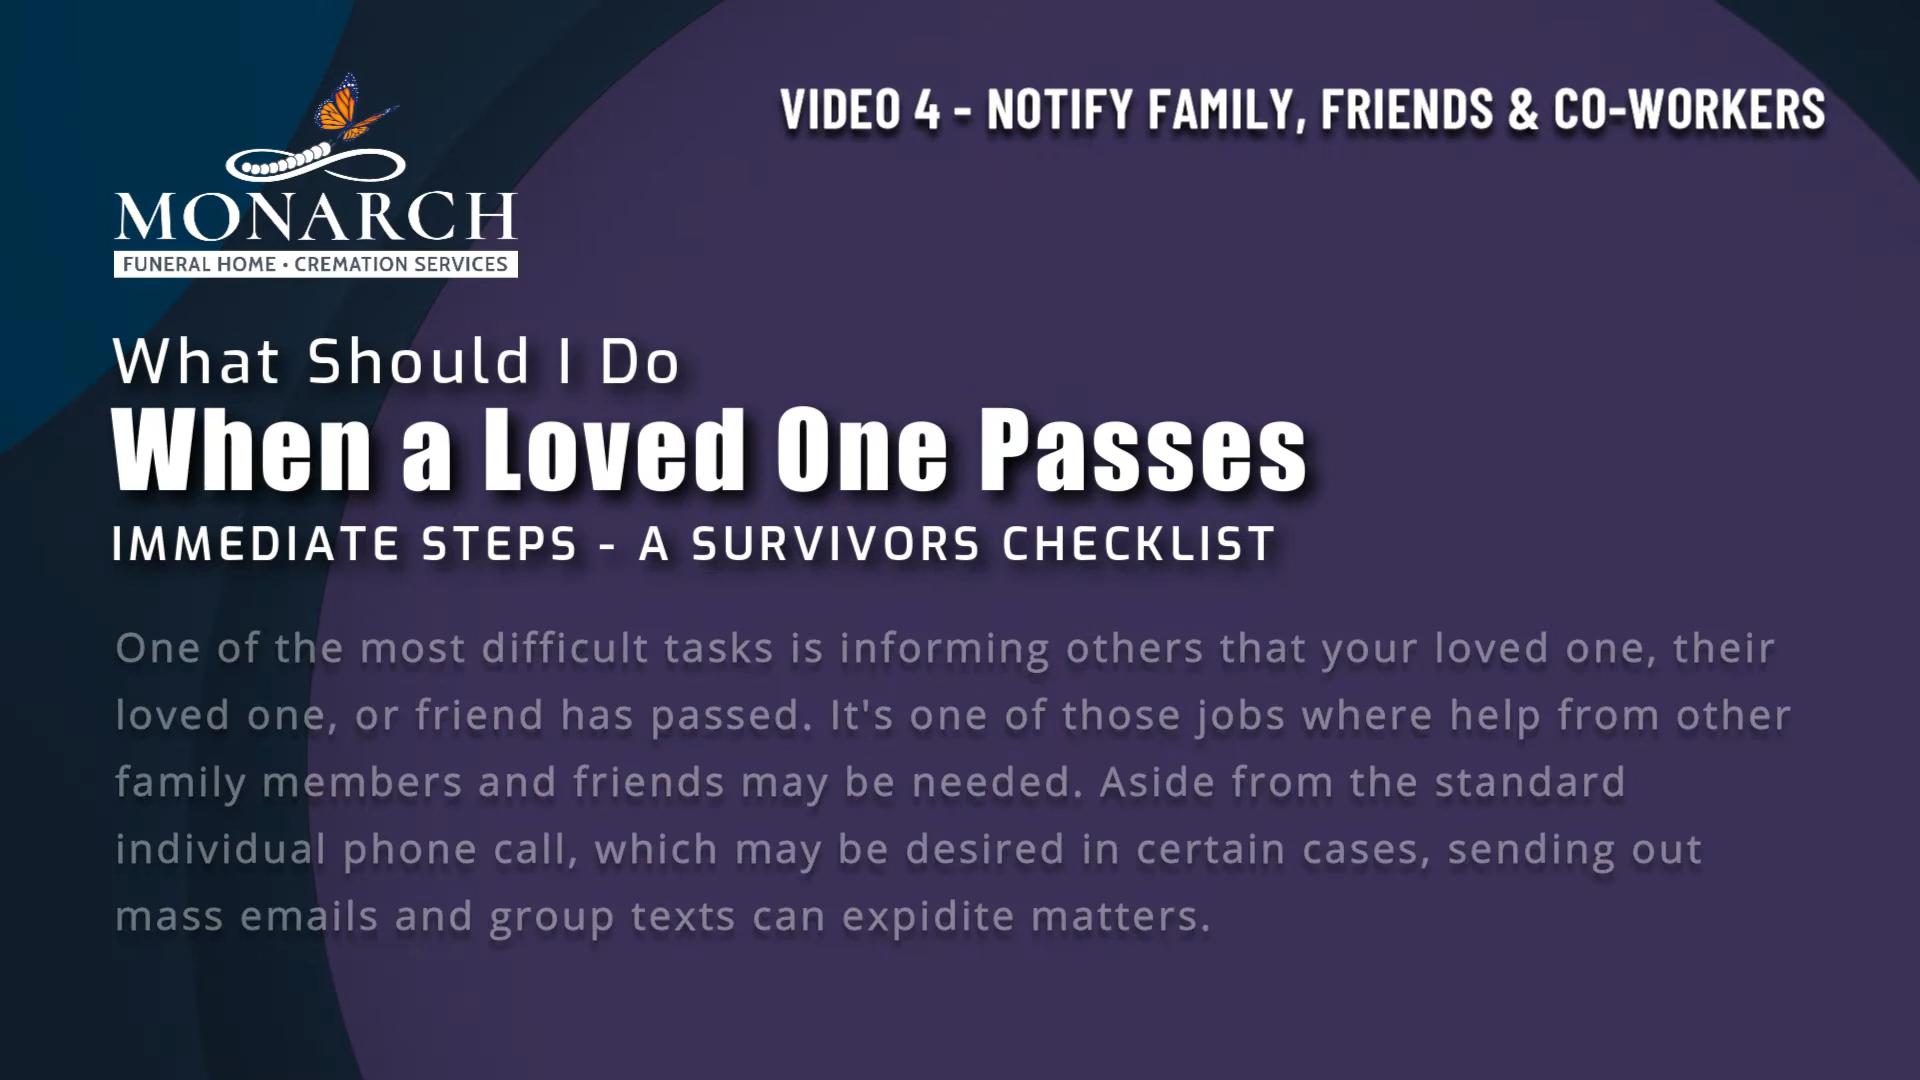 VIDEO 4 - NOTIFY FAMILY, FRIENDS & CO-WORKERS
MONARCH
FUNERAL HOME • CREMATION SERVICES
What Should I Do
When a Loved One Passes
IMMEDIATE STEPS - A SURVIVORS CHECKLIST
One of the most difficult tasks is informing others that your loved one, their
loved one, or friend has passed. It's one of those jobs where help from other
family members and friends may be needed. Aside from the standard
individual phone call, which may be desired in certain cases, sending out
mass emails and group texts can expidite matters.